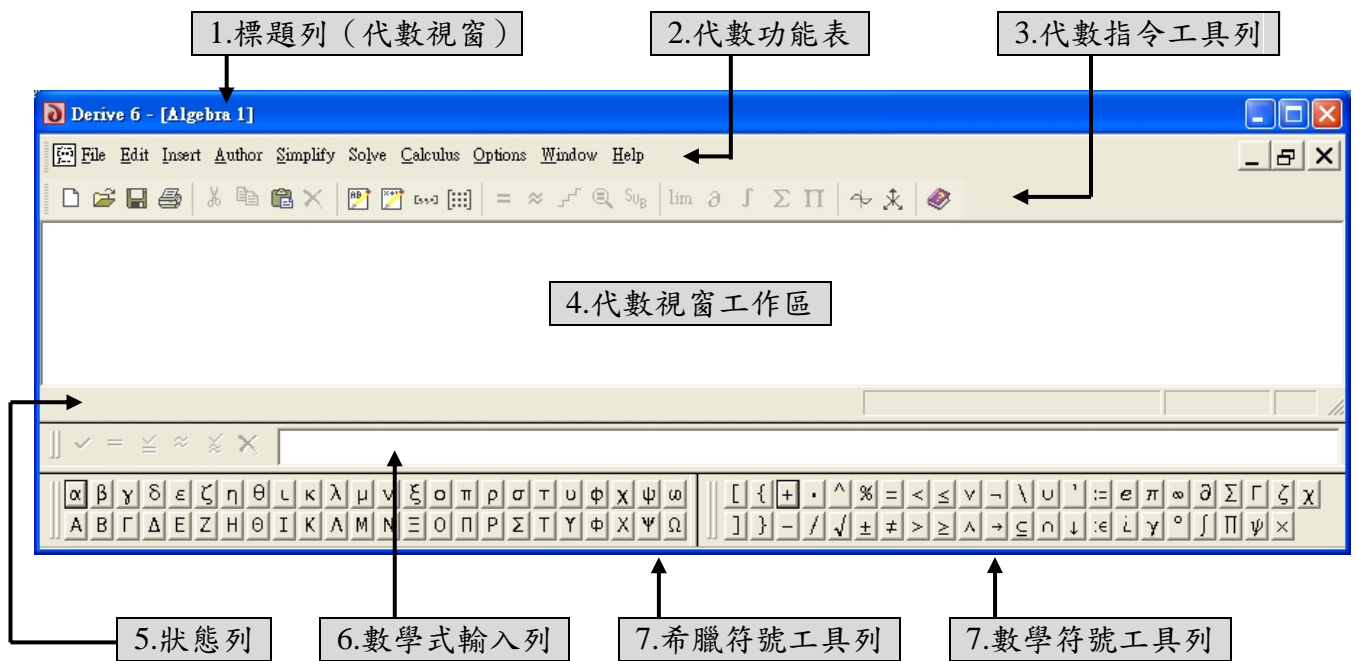 1.標題列（代數視窗） 2.代數功能表 3.代數指令工具列
Derive 6 - [Algebra 1]
File Edit Insert Author Simplify Solve Calculus Options Window Help
= ≈ SUB lim ∂ ∫ Σ Π
4.代數視窗工作區
= ≈
α β γ δ ε ζ η θ ι κ λ μ ν ξ ο π ρ σ τ υ φ χ ψ ω [ { + · ^ % = < ≤ ∨ ¬ \ ∪ ' := e π ∞ ∂ Σ Γ ζ χ
Α Β Γ Δ Ε Ζ Η Θ Ι Κ Λ Μ Ν Ξ Ο Π Ρ Σ Τ Υ Φ Χ Ψ Ω ] } - / √ ± ≠ > ≥ ∧ → ⊆ ∩ ↓ :∈ i γ ° ∫ Π ψ ×
5.狀態列 6.數學式輸入列 7.希臘符號工具列 7.數學符號工具列